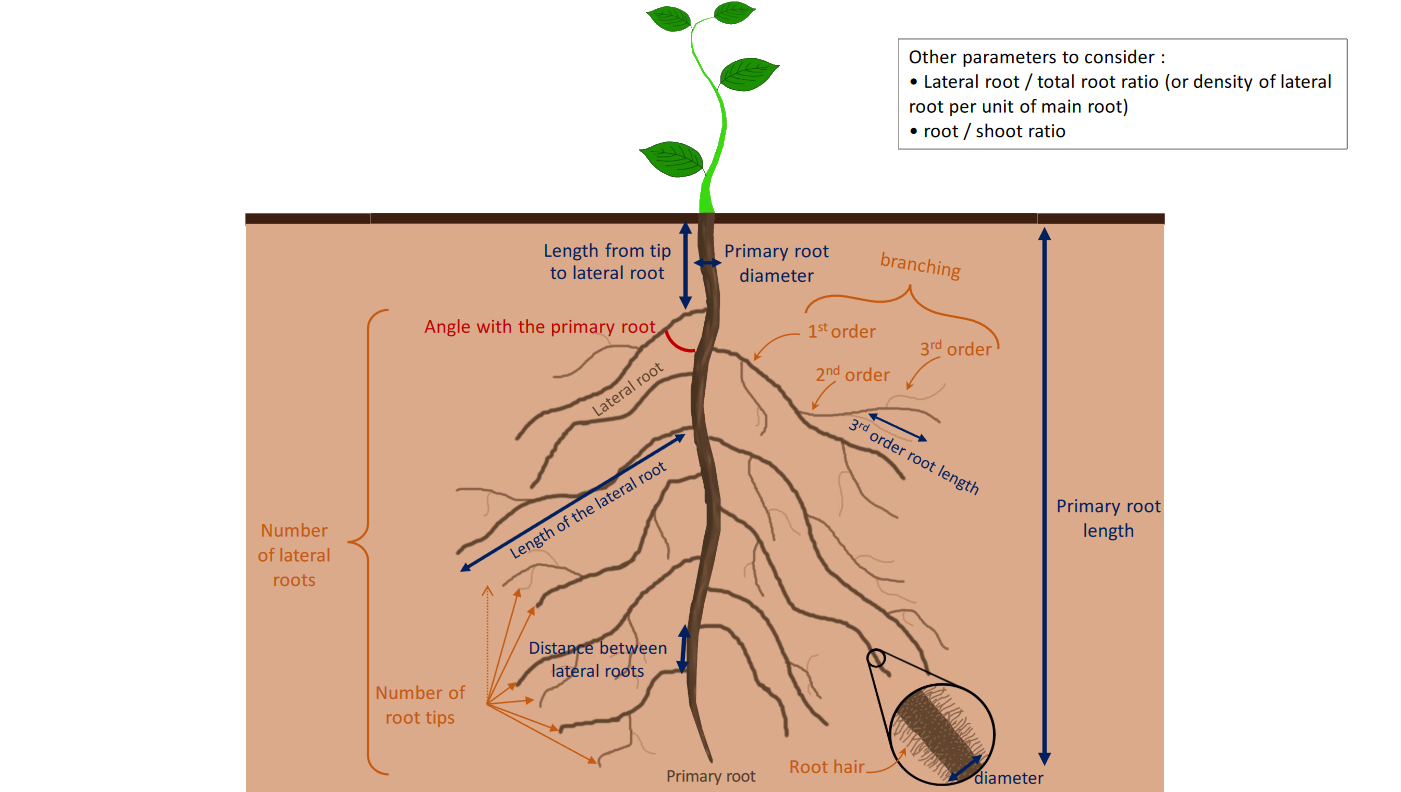 Other parameters to consider :
• Lateral root / total root ratio (or density of lateral
root per unit of main root)
• root / shoot ratio
Length from tip
to lateral root
Primary root
diameter
branching
Angle with the primary root
1st order
3rd order
2nd order
Lateral root
3rd order root length
Length of the lateral root
Primary root
length
Number
of lateral
roots
Distance between
lateral roots
Number of
root tips
Root hair
diameter
Primary root